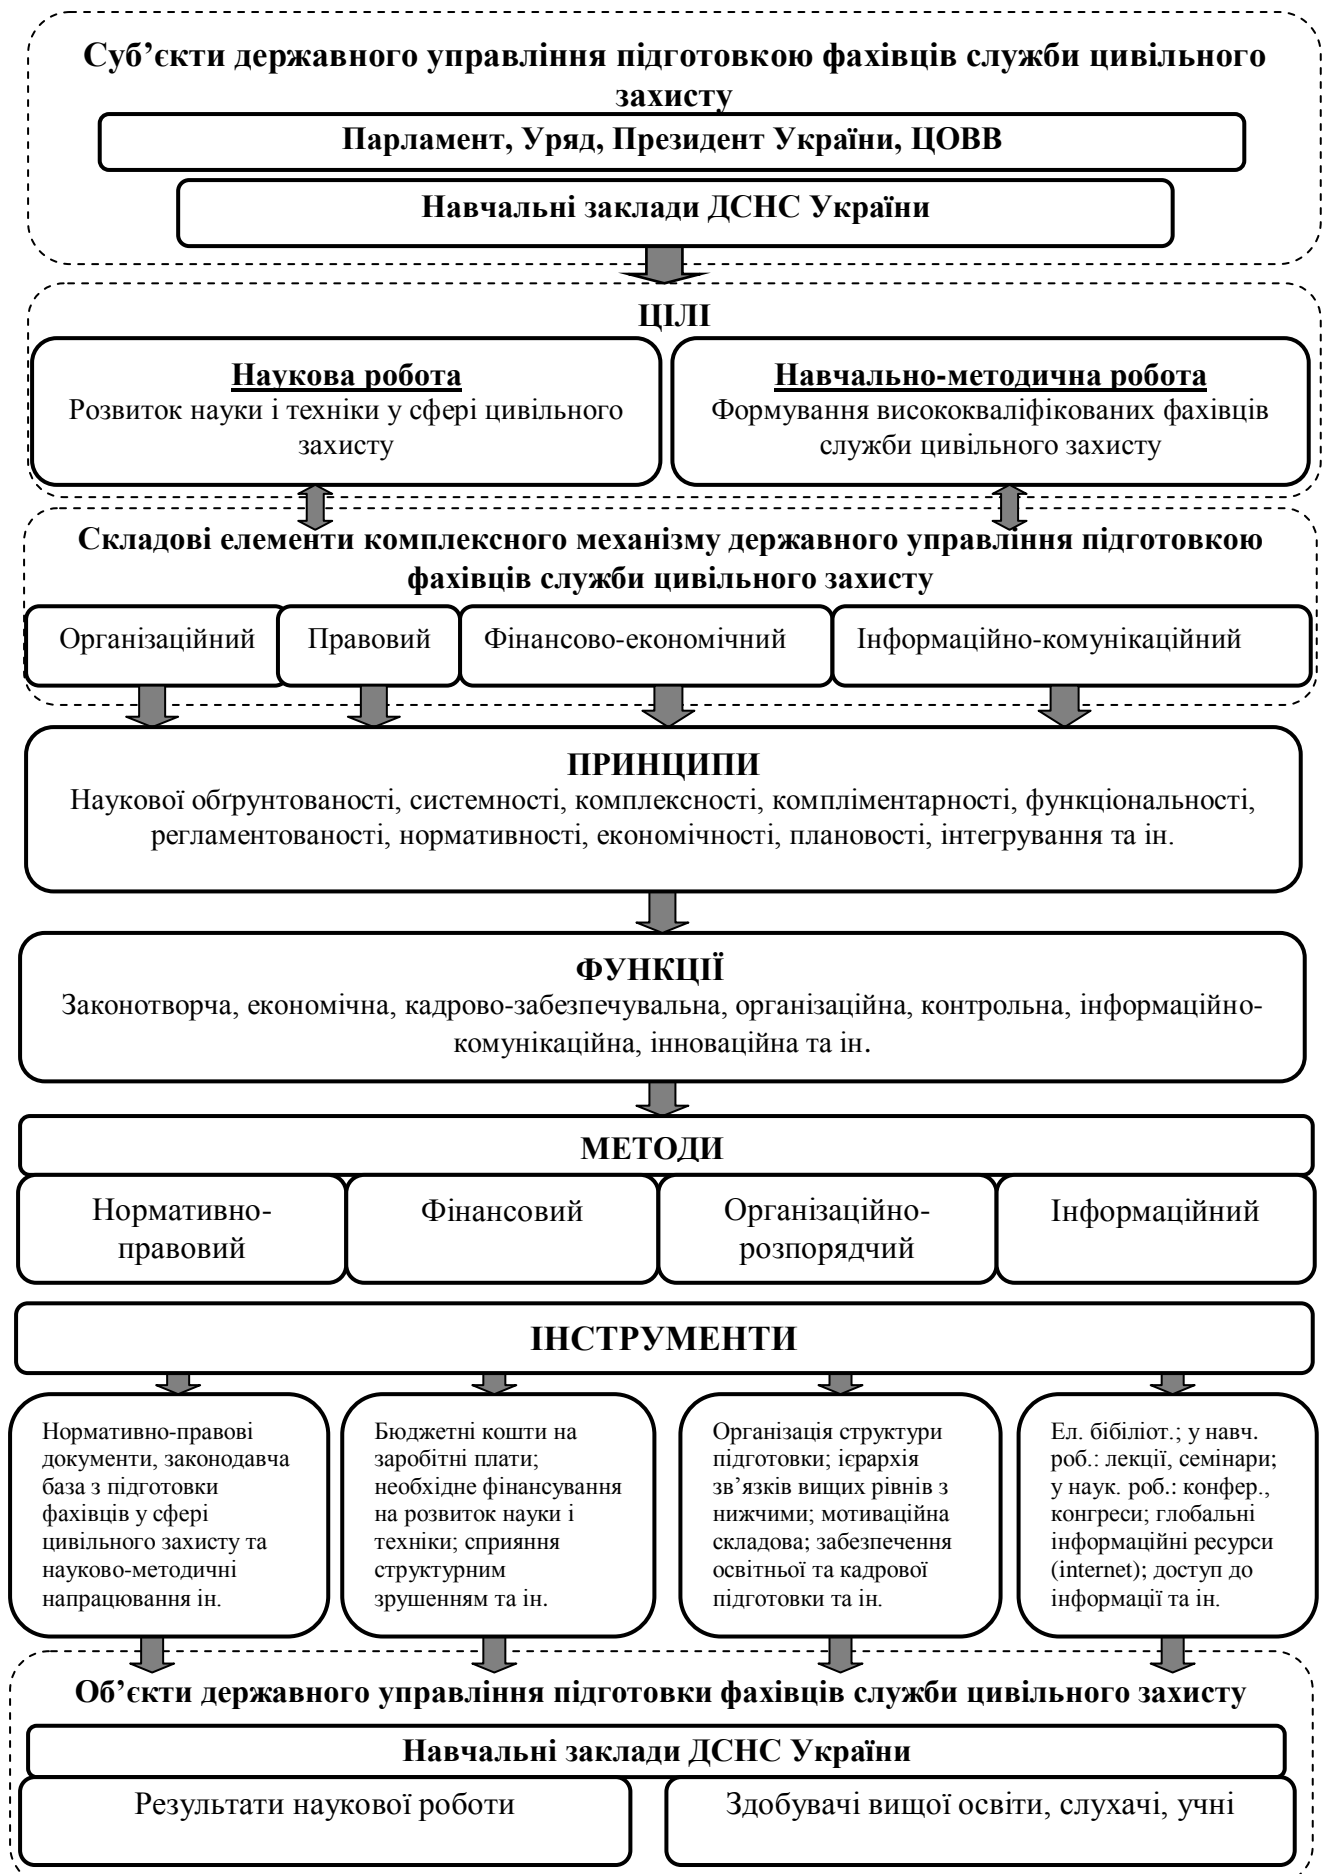 Суб’єкти державного управління підготовкою фахівців служби цивільного
захисту
Парламент, Уряд, Президент України, ЦОВВ
Навчальні заклади ДСНС України
ЦІЛІ
Наукова робота
Розвиток науки і техніки у сфері цивільного
захисту
Навчально-методична робота
Формування висококваліфікованих фахівців
служби цивільного захисту
Складові елементи комплексного механізму державного управління підготовкою
фахівців служби цивільного захисту
Організаційний
Правовий
Фінансово-економічний
Інформаційно-комунікаційний
ПРИНЦИПИ
Наукової обґрунтованості, системності, комплексності, компліментарності, функціональності,
регламентованості, нормативності, економічності, плановості, інтегрування та ін.
ФУНКЦІЇ
Законотворча, економічна, кадрово-забезпечувальна, організаційна, контрольна, інформаційно-
комунікаційна, інноваційна та ін.
МЕТОДИ
Нормативно-
правовий
Фінансовий
Організаційно-
розпорядчий
Інформаційний
ІНСТРУМЕНТИ
Нормативно-правові
документи, законодавча
база з підготовки
фахівців у сфері
цивільного захисту та
науково-методичні
напрацювання ін.
Бюджетні кошти на
заробітні плати;
необхідне фінансування
на розвиток науки і
техніки; сприяння
структурним
зрушенням та ін.
Організація структури
підготовки; ієрархія
зв’язків вищих рівнів з
нижчими; мотиваційна
складова; забезпечення
освітньої та кадрової
підготовки та ін.
Ел. бібіліот.; у навч.
роб.: лекції, семінари;
у наук. роб.: конфер.,
конгреси; глобальні
інформаційні ресурси
(internet); доступ до
інформації та ін.
Об’єкти державного управління підготовки фахівців служби цивільного захисту
Навчальні заклади ДСНС України
Результати наукової роботи
Здобувачі вищої освіти, слухачі, учні